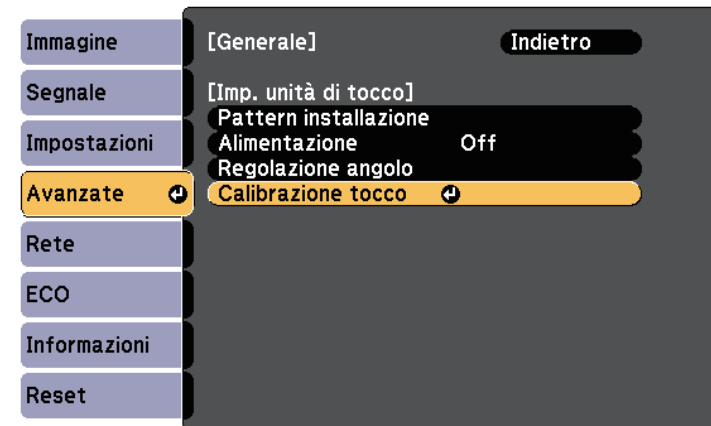 Immagine
Segnale
Impostazioni
Avanzate
Rete
ECO
Informazioni
Reset
[Generale] Indietro
[Imp. unità di tocco]
Pattern installazione
Alimentazione Off
Regolazione angolo
Calibrazione tocco